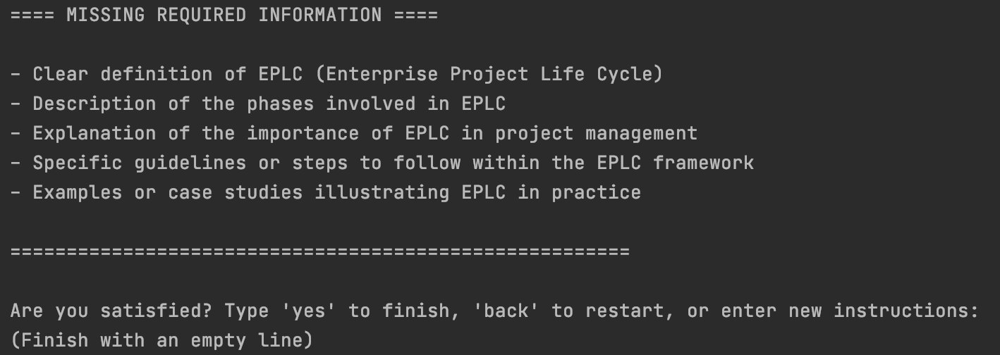 ==== MISSING REQUIRED INFORMATION ====
- Clear definition of EPLC (Enterprise Project Life Cycle)
- Description of the phases involved in EPLC
- Explanation of the importance of EPLC in project management
- Specific guidelines or steps to follow within the EPLC framework
- Examples or case studies illustrating EPLC in practice
=======================================================
Are you satisfied? Type 'yes' to finish, 'back' to restart, or enter new instructions:
(Finish with an empty line)